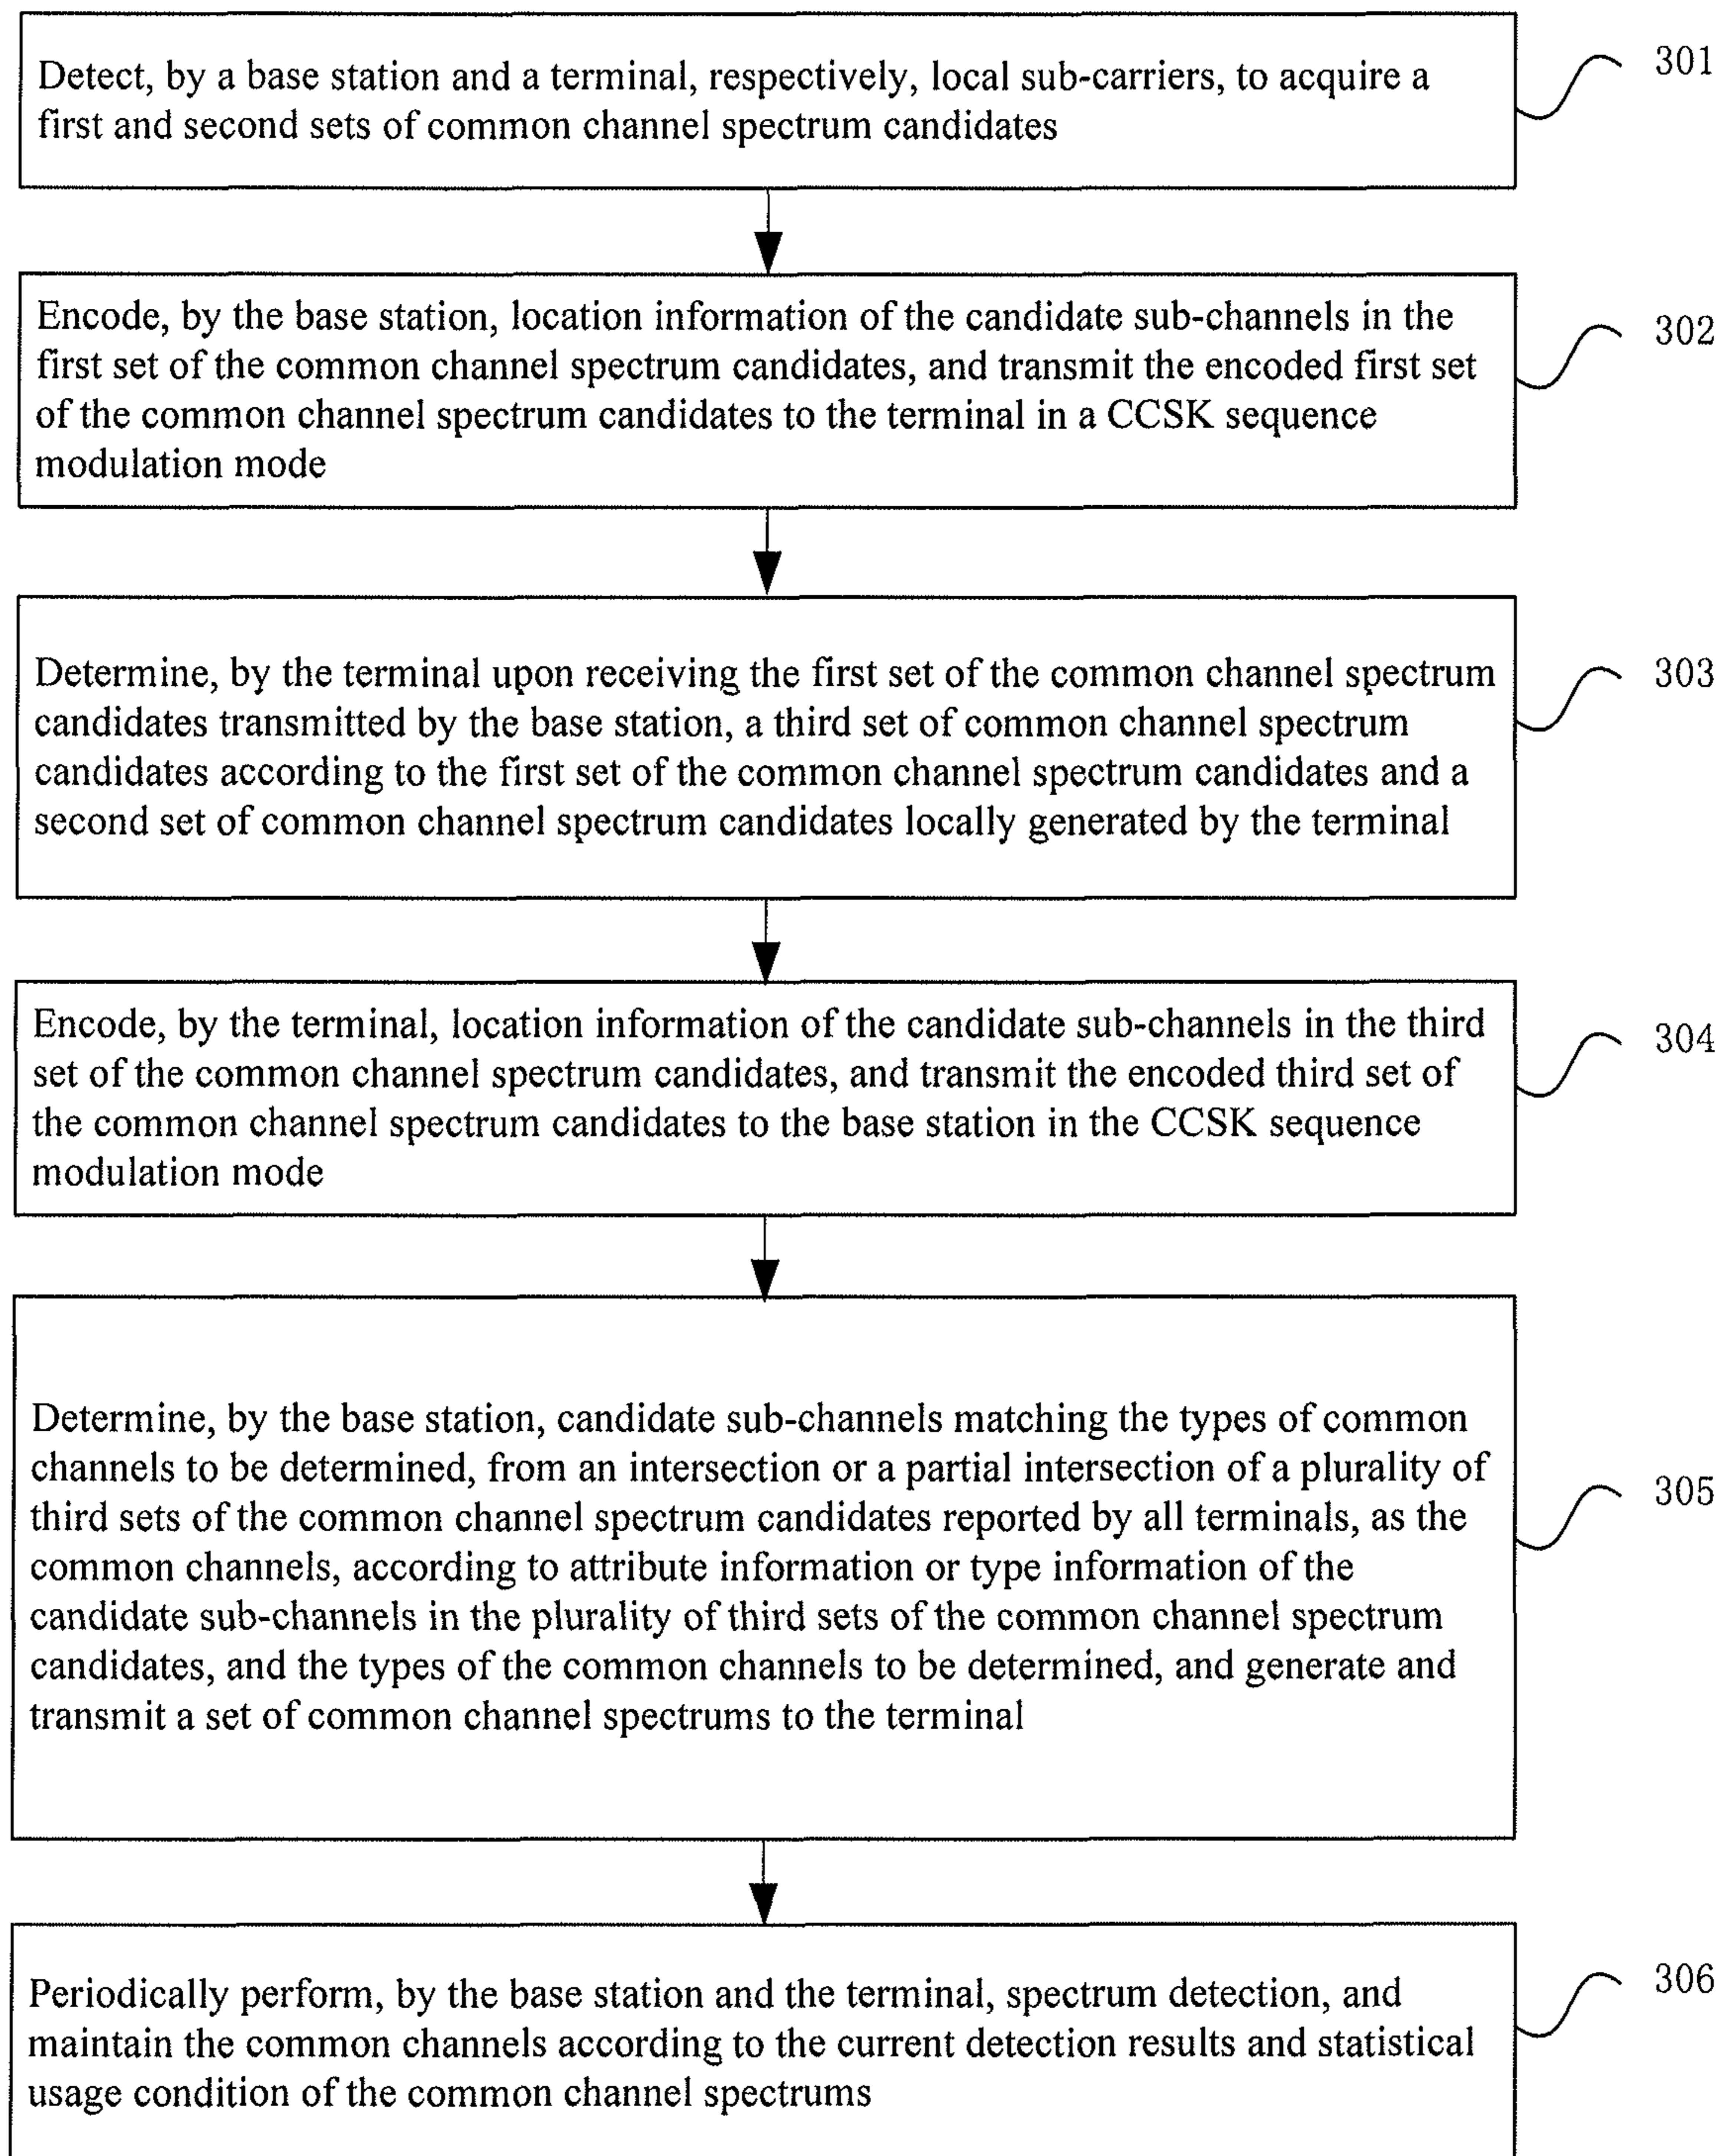 Detect, by a base station and a terminal, respectively, local sub-carriers, to acquire a
first and second sets of common channel spectrum candidates
301
Encode, by the base station, location information of the candidate sub-channels in the
first set of the common channel spectrum candidates, and transmit the encoded first set
of the common channel spectrum candidates to the terminal in a CCSK sequence
modulation mode
302
Determine, by the terminal upon receiving the first set of the common channel spectrum
candidates transmitted by the base station, a third set of common channel spectrum
candidates according to the first set of the common channel spectrum candidates and a
second set of common channel spectrum candidates locally generated by the terminal
303
Encode, by the terminal, location information of the candidate sub-channels in the third
set of the common channel spectrum candidates, and transmit the encoded third set of
the common channel spectrum candidates to the base station in the CCSK sequence
modulation mode
304
Determine, by the base station, candidate sub-channels matching the types of common
channels to be determined, from an intersection or a partial intersection of a plurality of
third sets of the common channel spectrum candidates reported by all terminals, as the
common channels, according to attribute information or type information of the
candidate sub-channels in the plurality of third sets of the common channel spectrum
candidates, and the types of the common channels to be determined, and generate and
transmit a set of common channel spectrums to the terminal
305
Periodically perform, by the base station and the terminal, spectrum detection, and
maintain the common channels according to the current detection results and statistical
usage condition of the common channel spectrums
306